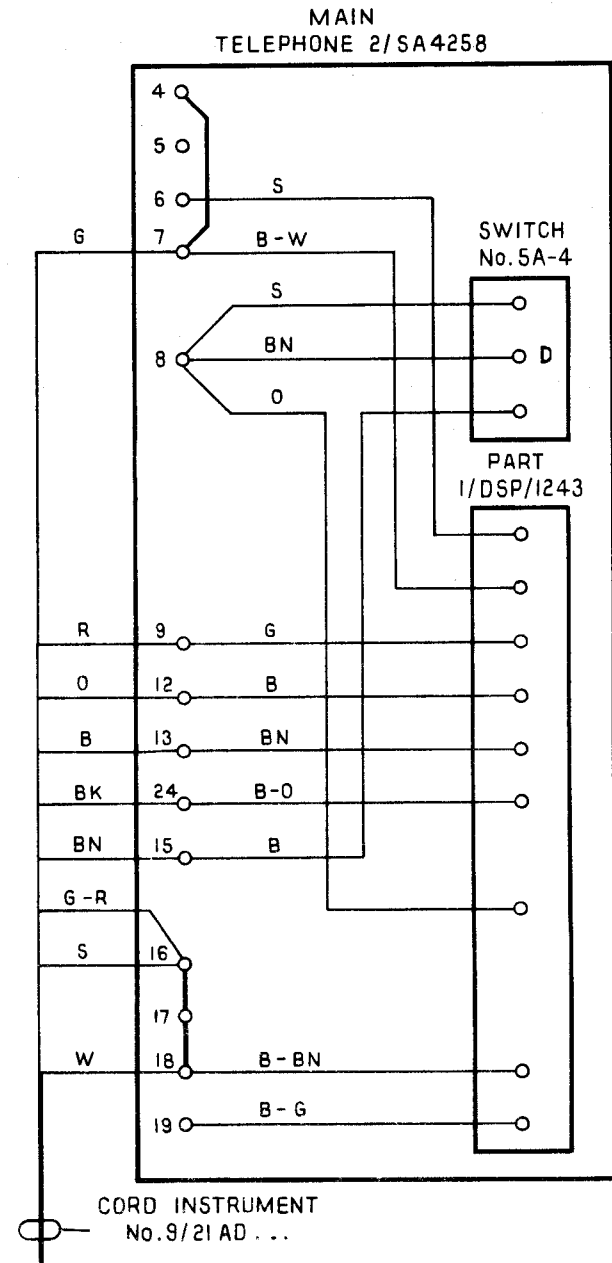 MAIN
TELEPHONE 2/SA4258
4
5
6 S
G 7 B-W
SWITCH
No. 5A-4
S
8 BN D
O
PART
1/DSP/1243
R 9 G
O 12 B
B 13 BN
BK 24 B-O
BN 15 B
G-R
S 16
17
W 18 B-BN
19 B-G
CORD INSTRUMENT
No. 9/21 AD ...